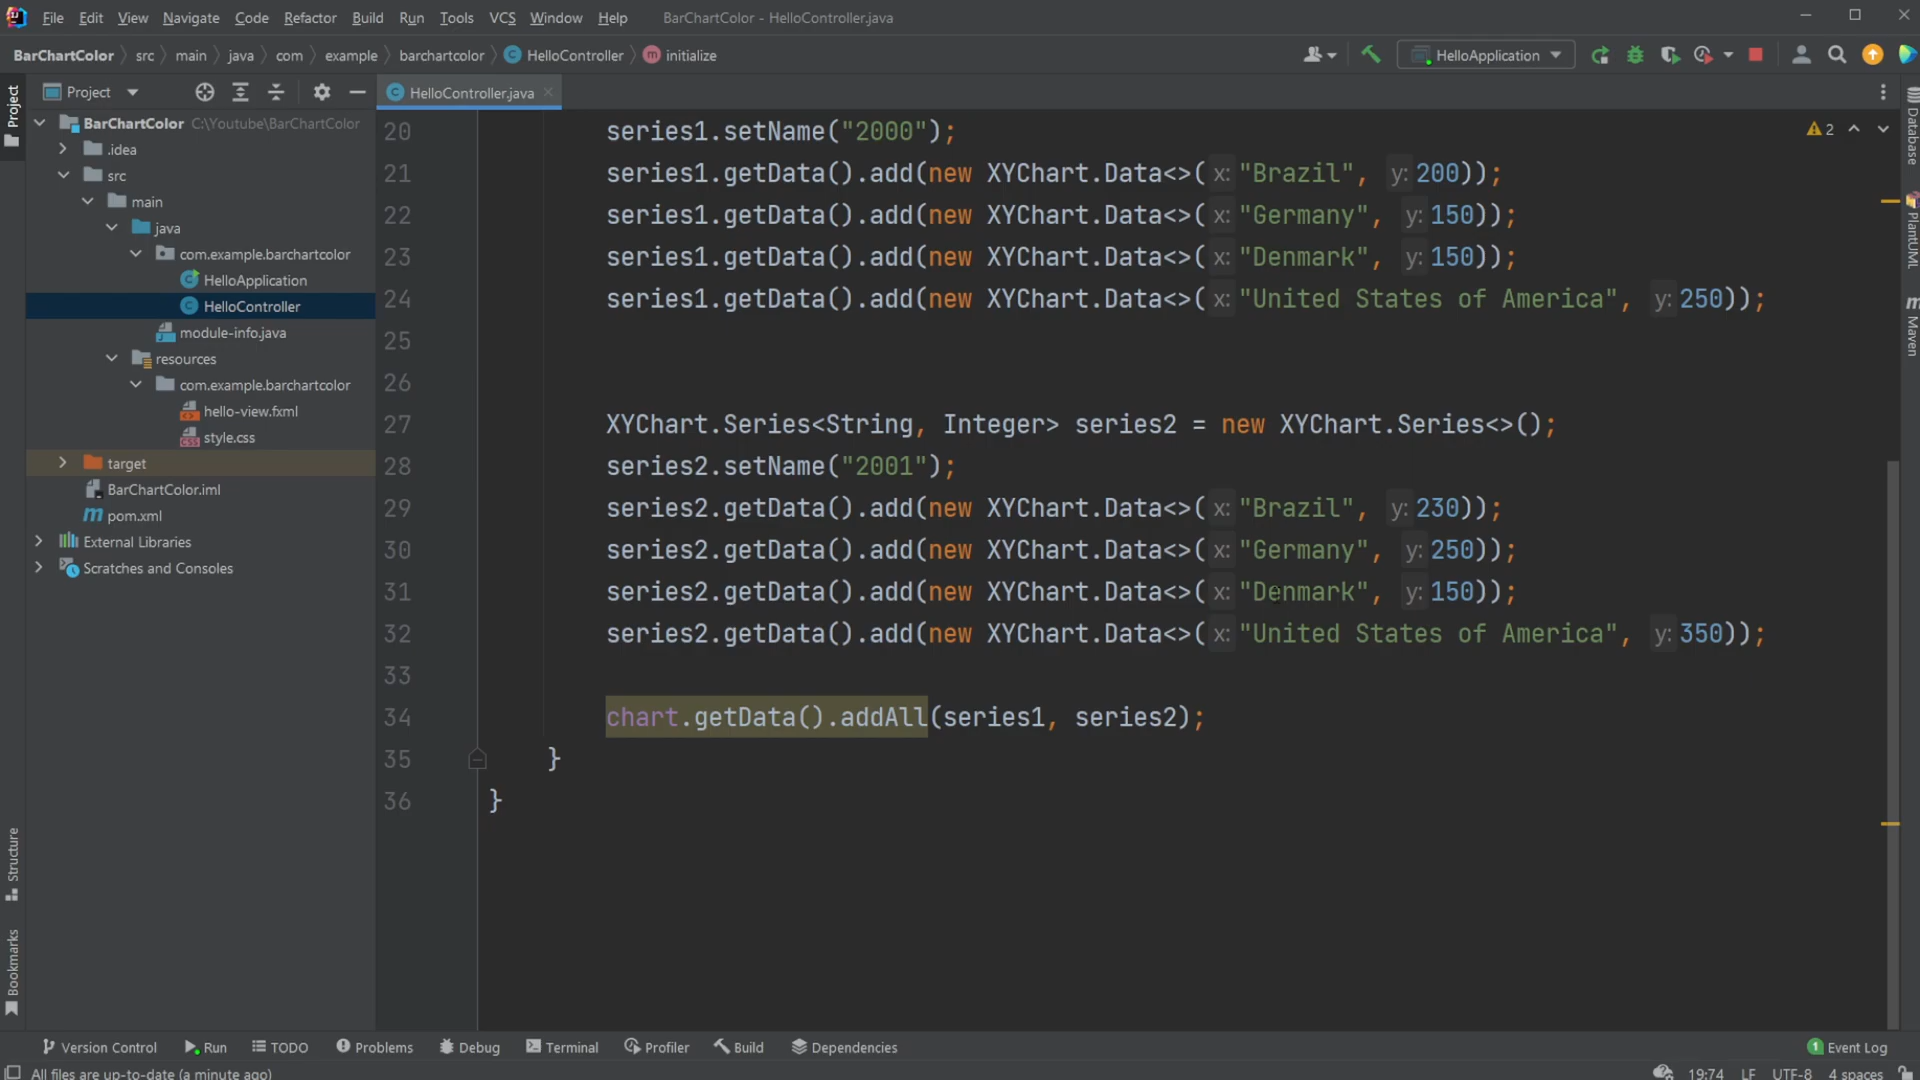 File Edit View Navigate Code Refactor Build Run Tools VCS Window Help BarChartColor - HelloController.java
BarChartColor src main java com example barchartcolor HelloController initialize HelloApplication
Project
Project
HelloController.java
BarChartColor C:\Youtube\BarChartColor
.idea
src
main
java
com.example.barchartcolor
HelloApplication
HelloController
module-info.java
resources
com.example.barchartcolor
hello-view.fxml
style.css
target
BarChartColor.iml
pom.xml
External Libraries
Scratches and Consoles
Structure
Bookmarks
2
20 series1.setName("2000");
21 series1.getData().add(new XYChart.Data<>( x: "Brazil", y: 200));
22 series1.getData().add(new XYChart.Data<>( x: "Germany", y: 150));
23 series1.getData().add(new XYChart.Data<>( x: "Denmark", y: 150));
24 series1.getData().add(new XYChart.Data<>( x: "United States of America", y: 250));
25
26
27 XYChart.Series<String, Integer> series2 = new XYChart.Series<>();
28 series2.setName("2001");
29 series2.getData().add(new XYChart.Data<>( x: "Brazil", y: 230));
30 series2.getData().add(new XYChart.Data<>( x: "Germany", y: 250));
31 series2.getData().add(new XYChart.Data<>( x: "Denmark", y: 150));
32 series2.getData().add(new XYChart.Data<>( x: "United States of America", y: 350));
33
34 chart.getData().addAll(series1, series2);
35 }
36 }
Database
PlantUML
m
Maven
Version Control Run TODO Problems Debug Terminal Profiler Build Dependencies 1 Event Log
All files are up-to-date (a minute ago) 19:74 LF UTF-8 4 spaces